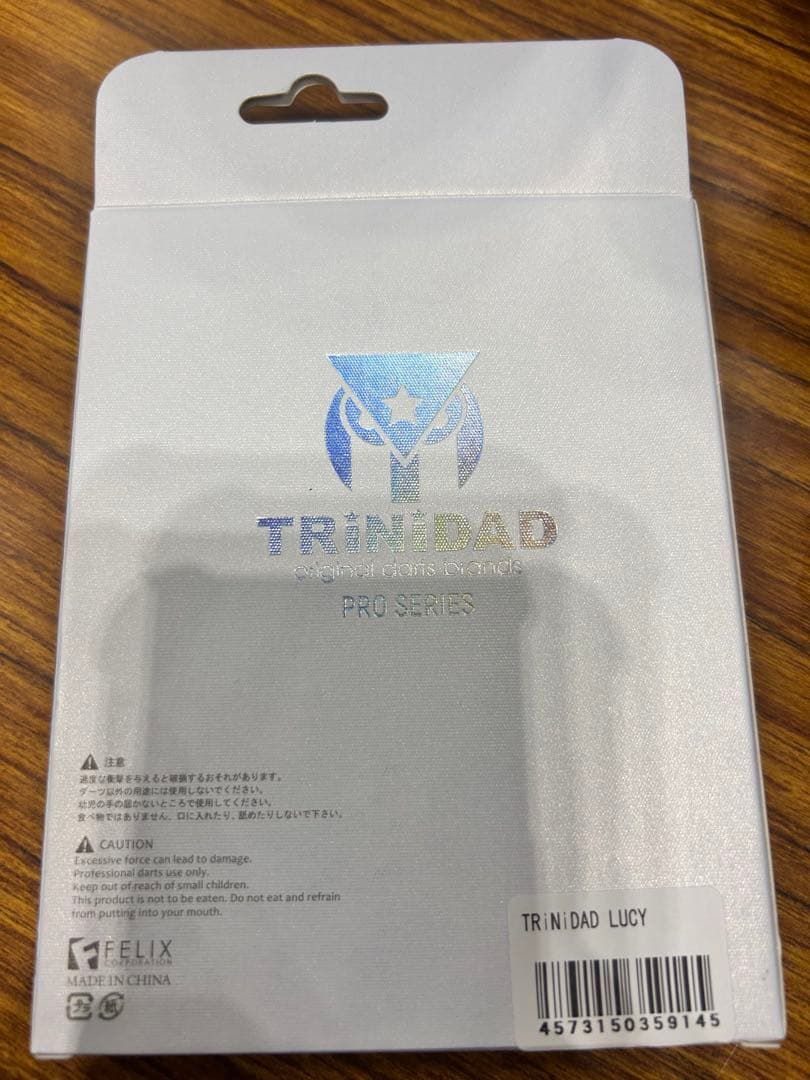 TRiNiDAD
original darts brands
PRO SERIES
注意
過度な衝撃を与えると破損するおそれがあります。
ダーツ以外の用途には使用しないでください。
幼児の手の届かないところで使用してください。
食べ物ではありません、口に入れたり、舐めたりしないで下さい。
CAUTION
Excessive force can lead to damage.
Professional darts use only.
Keep out of reach of small children.
This product is not to be eaten. Do not eat and refrain
from putting into your mouth.
FELIX
CORPORATION
MADE IN CHINA
プラ 紙
TRiNiDAD LUCY
4573150359145